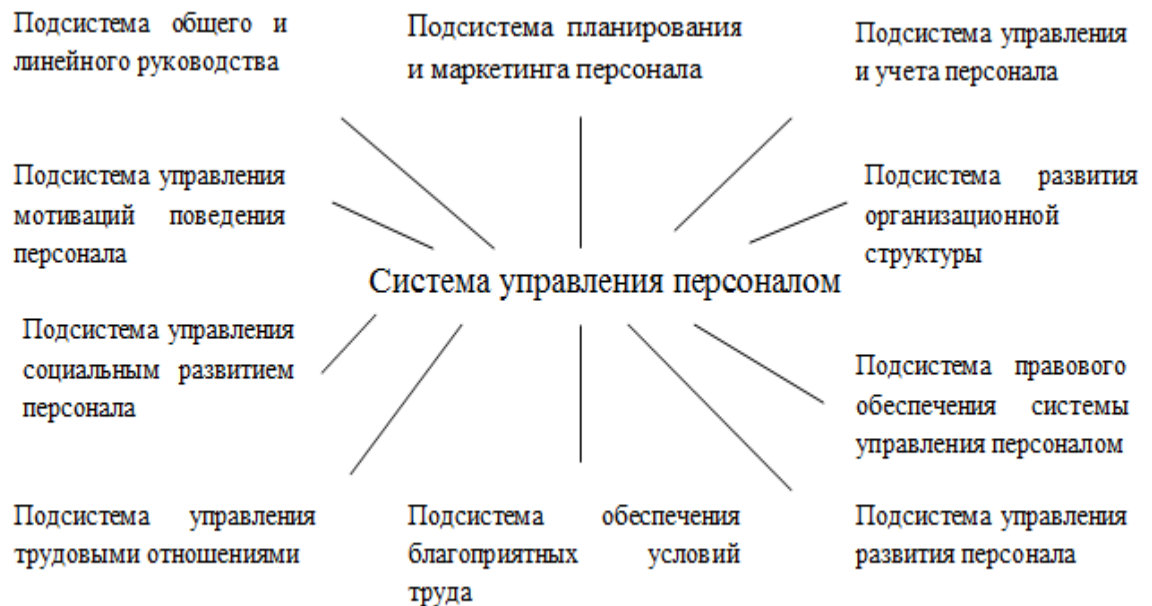 Подсистема общего и
линейного руководства
Подсистема планирования
и маркетинга персонала
Подсистема управления
и учета персонала
Подсистема управления
мотиваций поведения
персонала
Подсистема развития
организационной
структуры
Система управления персоналом
Подсистема управления
социальным развитием
персонала
Подсистема правового
обеспечения системы
управления персоналом
Подсистема управления
трудовыми отношениями
Подсистема обеспечения
благоприятных условий
труда
Подсистема управления
развития персонала